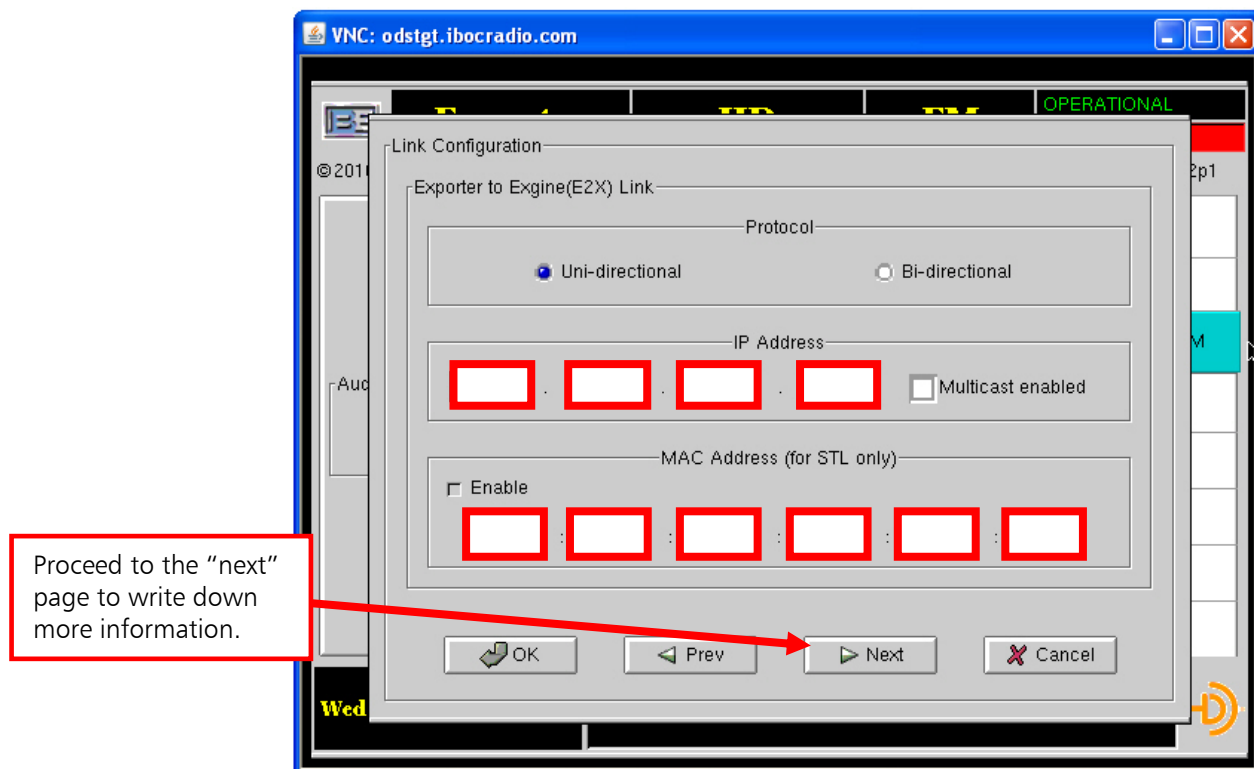 VNC: odstgt.ibocradio.com
OPERATIONAL
©201
2p1
Link Configuration
Exporter to Exgine(E2X) Link
Protocol
Uni-directional
Bi-directional
IP Address
. . .
Multicast enabled
M
Aud
MAC Address (for STL only)
Enable
: : : : :
Proceed to the “next”
page to write down
more information.
OK
Prev
Next
Cancel
Wed